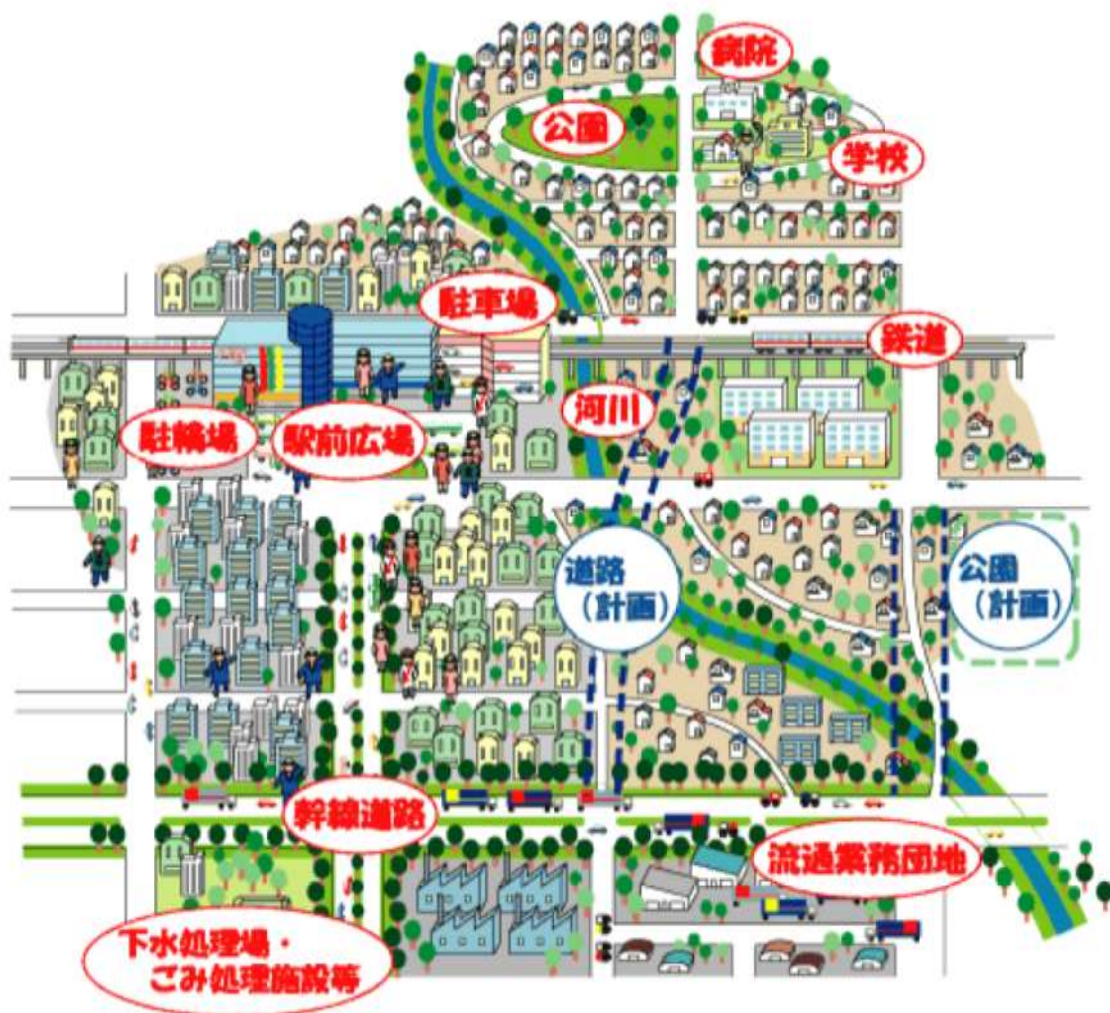 病院
公園
学校
駐車場
鉄道
河川
駐輪場
駅前広場
道路
(計画)
公園
(計画)
幹線道路
流通業務団地
下水処理場・
ごみ処理施設等